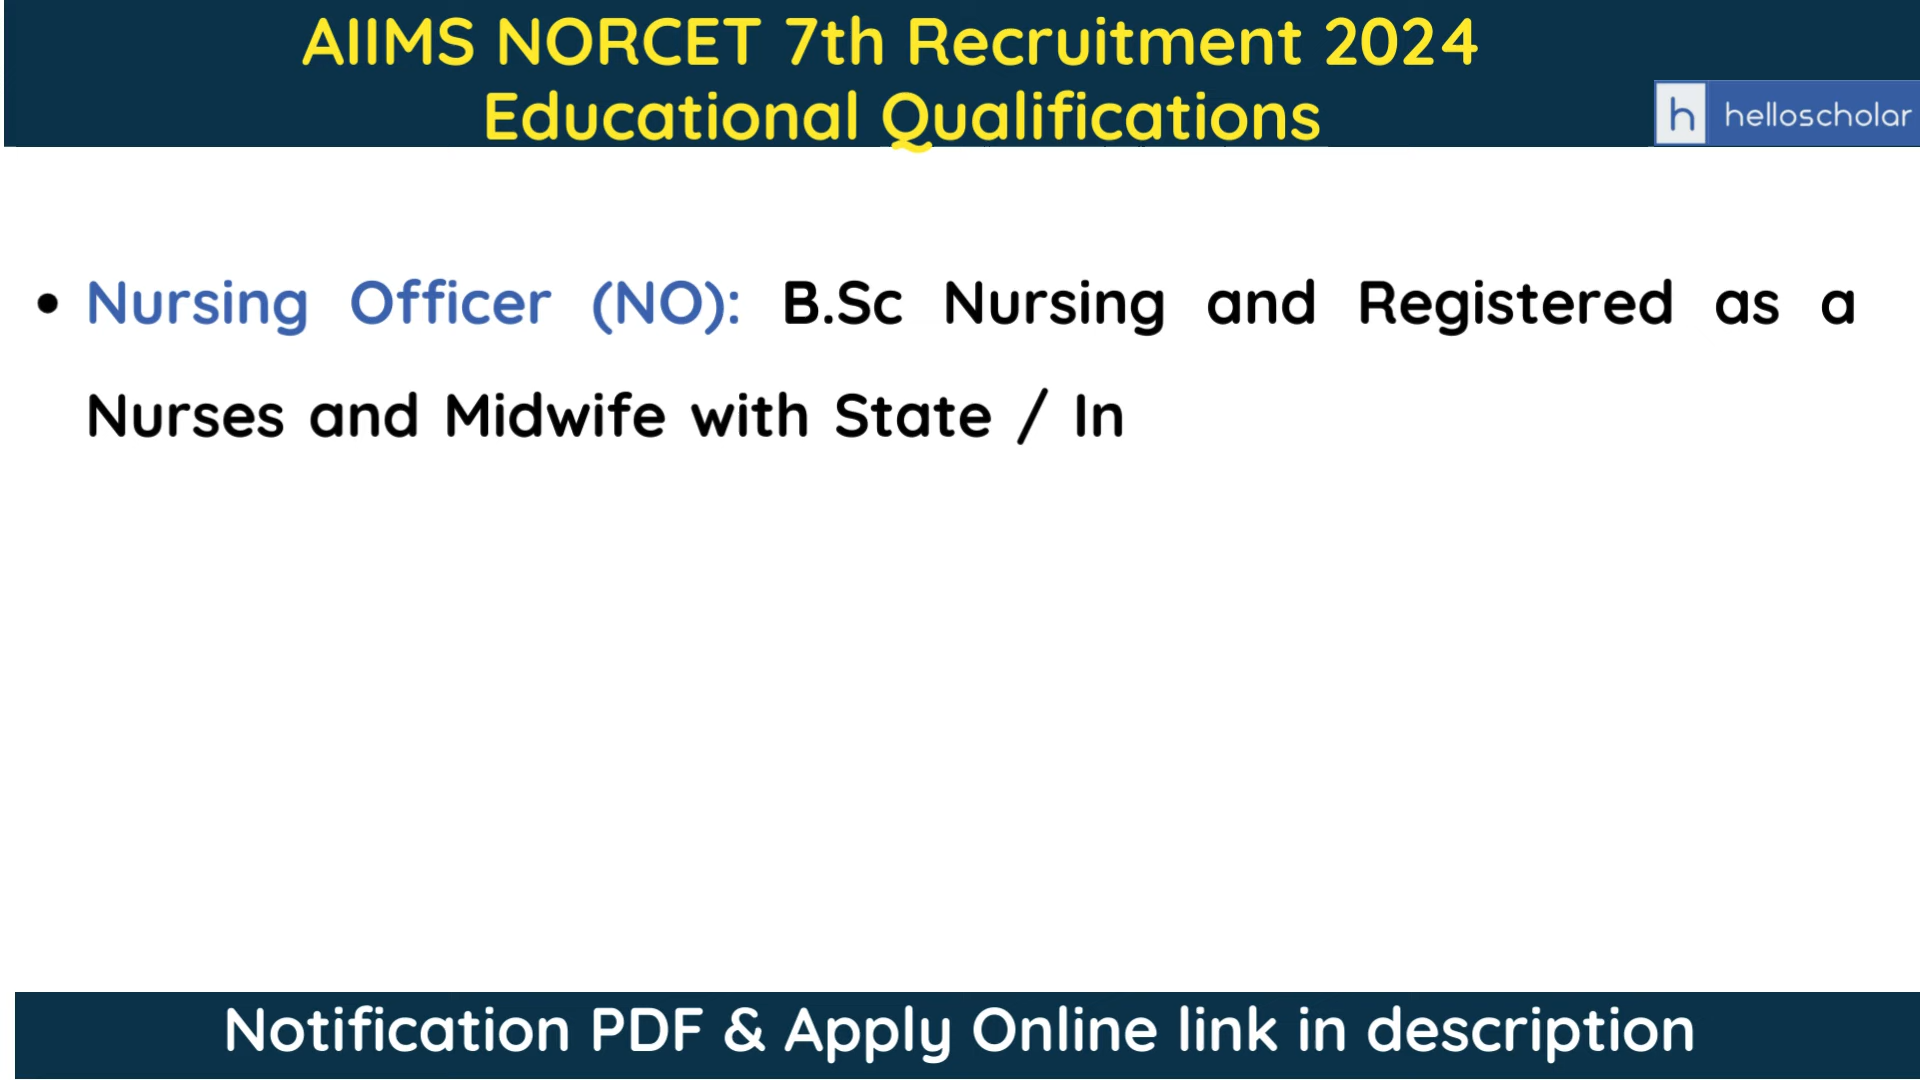 AIIMS NORCET 7th Recruitment 2024
Educational Qualifications
h helloscholar
• Nursing Officer (NO): B.Sc Nursing and Registered as a
Nurses and Midwife with State / In
Notification PDF & Apply Online link in description